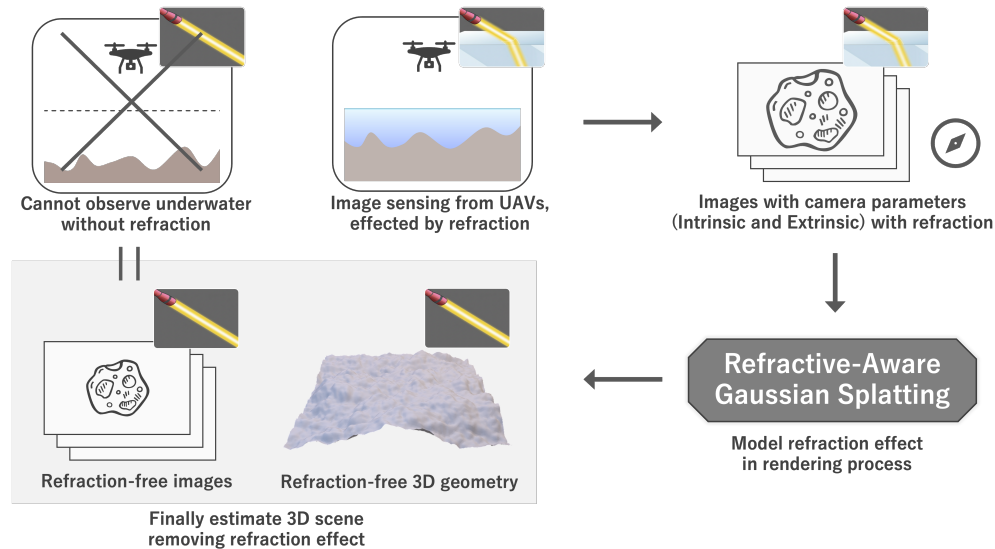 Cannot observe underwater
without refraction
Image sensing from UAVs,
effected by refraction
Images with camera parameters
(Intrinsic and Extrinsic) with refraction
Refractive-Aware
Gaussian Splatting
Model refraction effect
in rendering process
Refraction-free images
Refraction-free 3D geometry
Finally estimate 3D scene
removing refraction effect